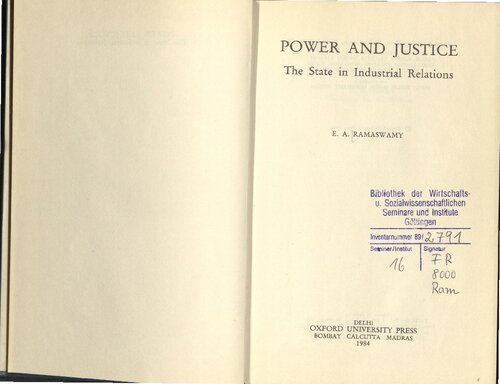 POWER AND JUSTICE
The State in Industrial Relations
E. A. RAMASWAMY
Bibliothek der Wirtschafts-
u. Sozialwissenschaftlichen
Seminare und Institute
Göttingen
Inventarnummer 89/ 2791
Seminar/Institut Signatur
16 FR
8000
Ram
DELHI
OXFORD UNIVERSITY PRESS
BOMBAY CALCUTTA MADRAS
1984